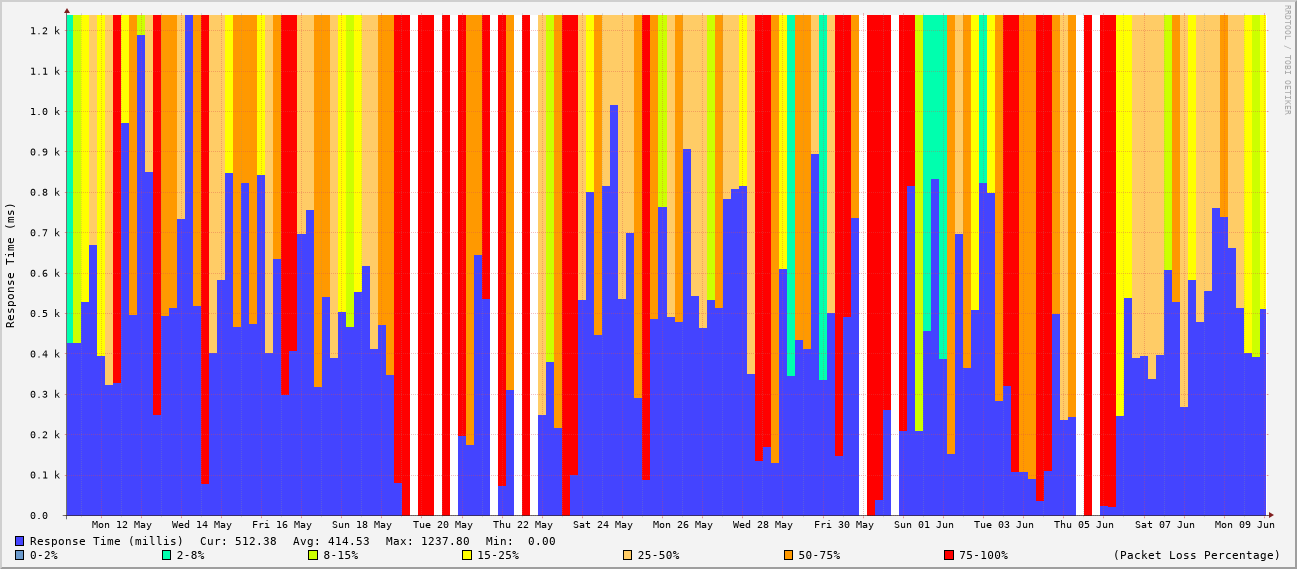 RRDTOOL / TOBI OETIKER
Response Time (ms)
1.2 k
1.1 k
1.0 k
0.9 k
0.8 k
0.7 k
0.6 k
0.5 k
0.4 k
0.3 k
0.2 k
0.1 k
0.0
Mon 12 May Wed 14 May Fri 16 May Sun 18 May Tue 20 May Thu 22 May Sat 24 May Mon 26 May Wed 28 May Fri 30 May Sun 01 Jun Tue 03 Jun Thu 05 Jun Sat 07 Jun Mon 09 Jun
Response Time (millis) Cur: 512.38 Avg: 414.53 Max: 1237.80 Min: 0.00
0-2% 2-8% 8-15% 15-25% 25-50% 50-75% 75-100% (Packet Loss Percentage)